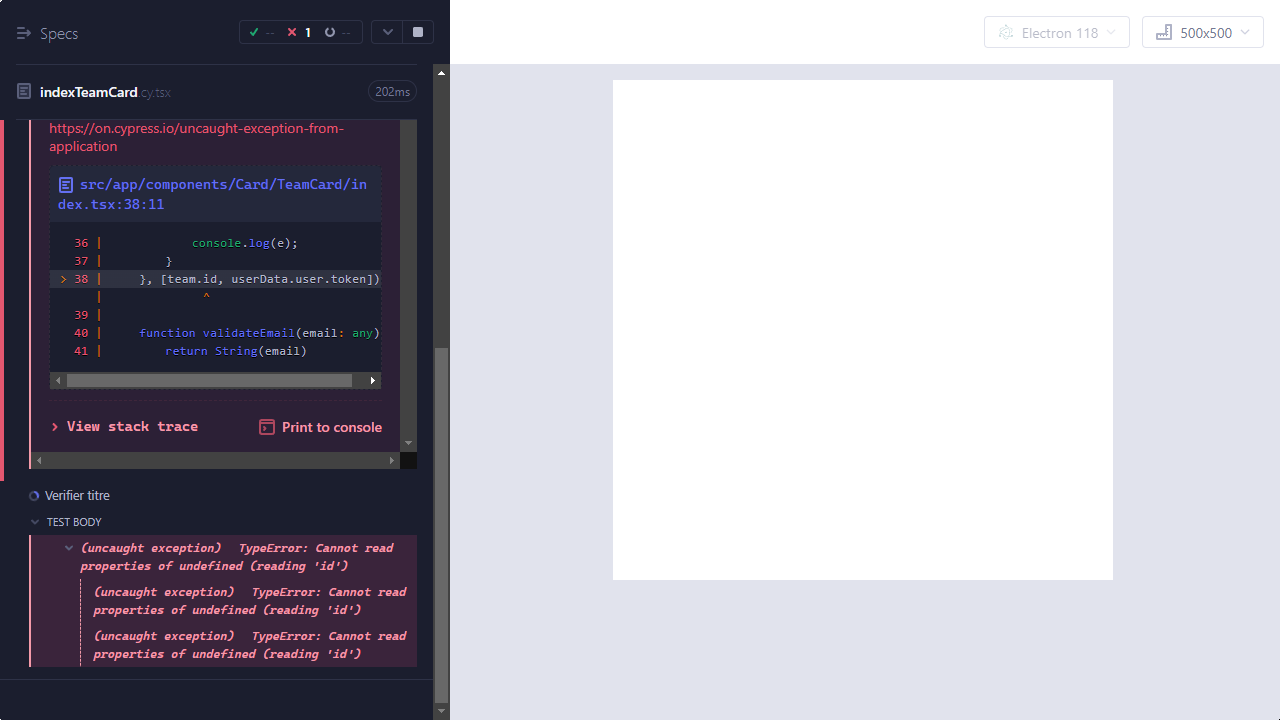 Specs
-- 1 --
Electron 118
500x500
indexTeamCard.cy.tsx
202ms
https://on.cypress.io/uncaught-exception-from-
application
src/app/components/Card/TeamCard/in
dex.tsx:38:11
36 | console.log(e);
37 | }
> 38 | }, [team.id, userData.user.token])
| ^
39 |
40 | function validateEmail(email: any)
41 | return String(email)
> View stack trace
Print to console
Verifier titre
TEST BODY
(uncaught exception) TypeError: Cannot read
properties of undefined (reading 'id')
(uncaught exception) TypeError: Cannot read
properties of undefined (reading 'id')
(uncaught exception) TypeError: Cannot read
properties of undefined (reading 'id')